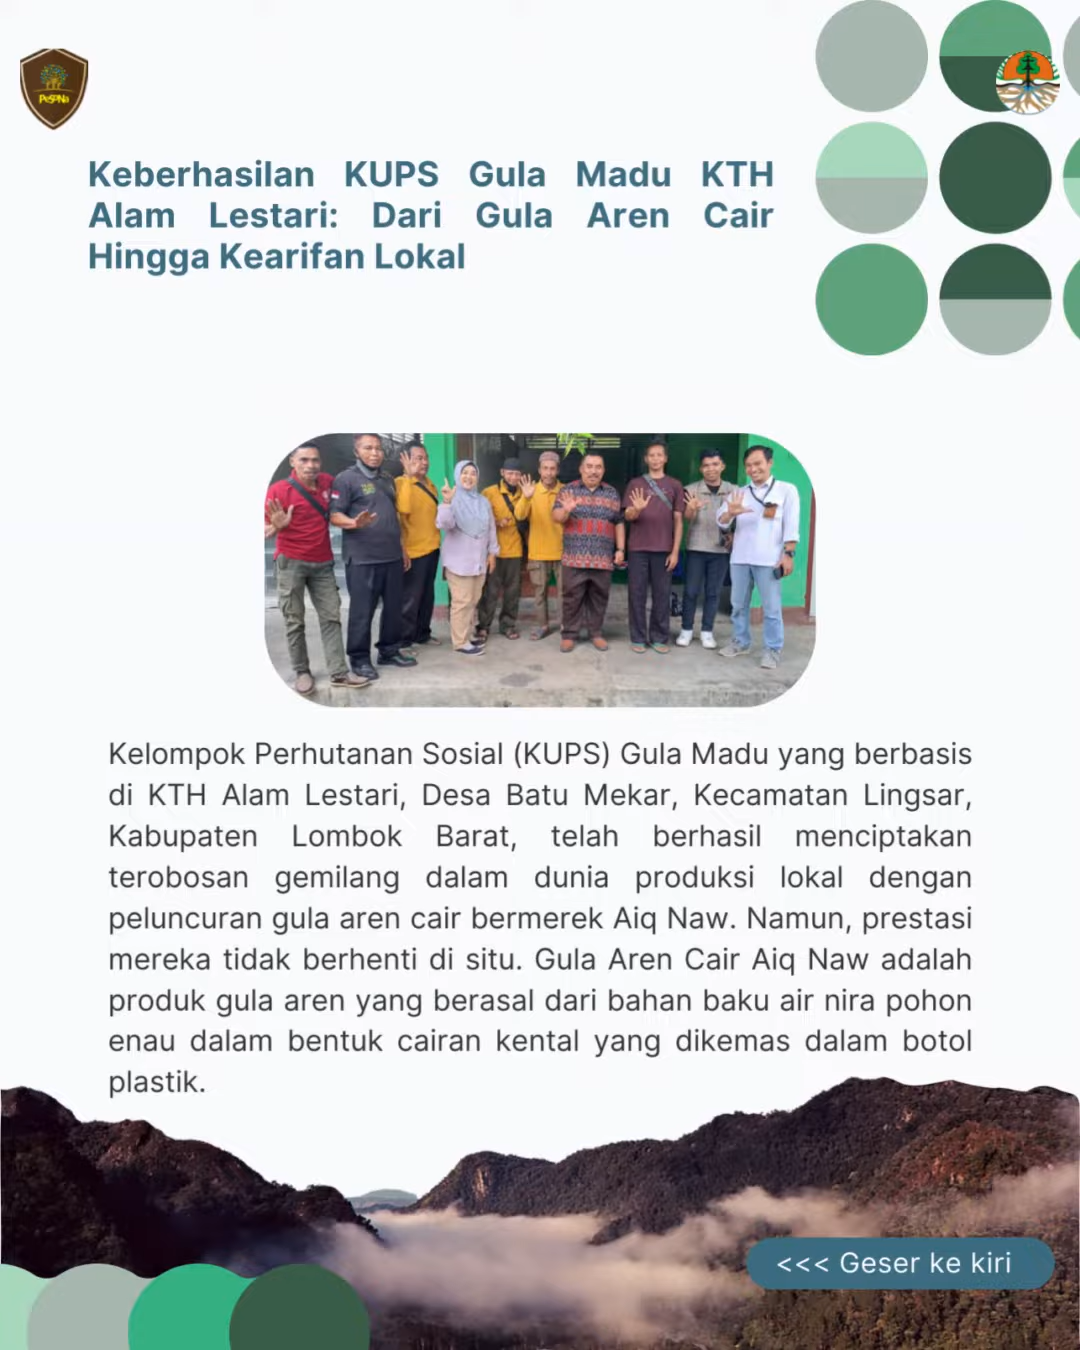 PeSoNa
Keberhasilan KUPS Gula Madu KTH
Alam Lestari: Dari Gula Aren Cair
Hingga Kearifan Lokal
Kelompok Perhutanan Sosial (KUPS) Gula Madu yang berbasis
di KTH Alam Lestari, Desa Batu Mekar, Kecamatan Lingsar,
Kabupaten Lombok Barat, telah berhasil menciptakan
terobosan gemilang dalam dunia produksi lokal dengan
peluncuran gula aren cair bermerek Aiq Naw. Namun, prestasi
mereka tidak berhenti di situ. Gula Aren Cair Aiq Naw adalah
produk gula aren yang berasal dari bahan baku air nira pohon
enau dalam bentuk cairan kental yang dikemas dalam botol
plastik.
<<< Geser ke kiri